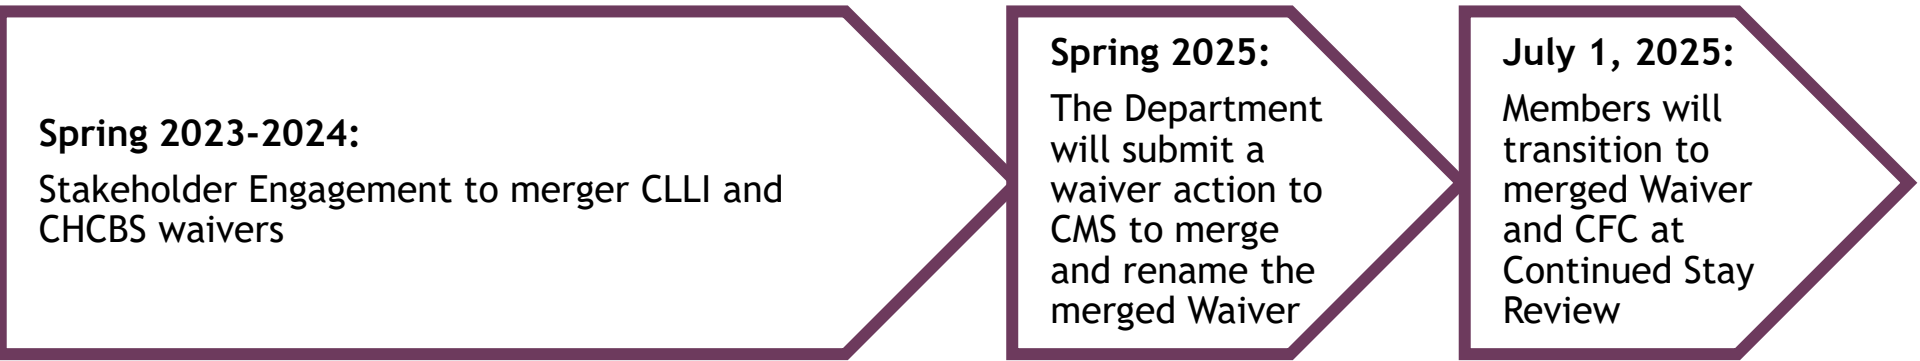 Spring 2023-2024:
Stakeholder Engagement to merger CLLI and
CHCBS waivers
Spring 2025:
The Department
will submit a
waiver action to
CMS to merge
and rename the
merged Waiver
July 1, 2025:
Members will
transition to
merged Waiver
and CFC at
Continued Stay
Review